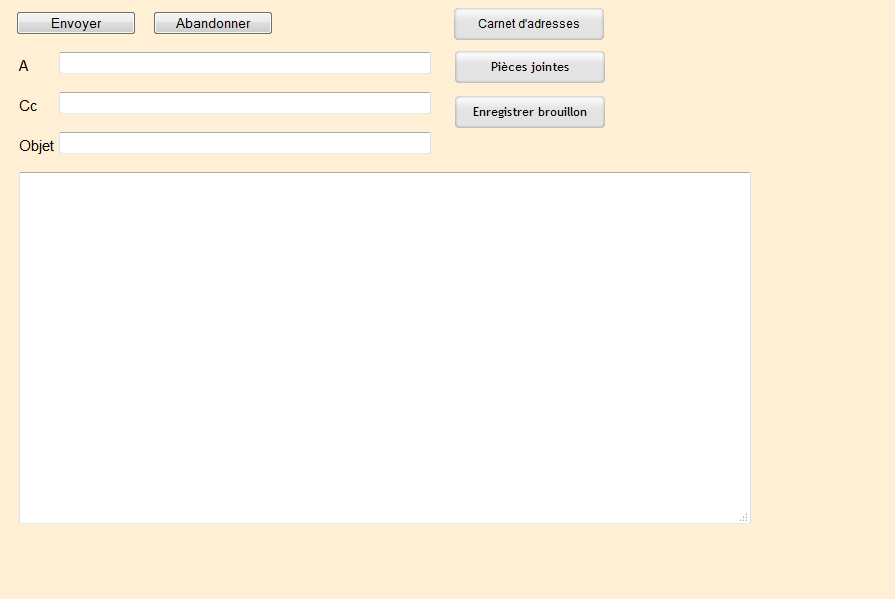 Envoyer
Abandonner
Carnet d'adresses
A
Pièces jointes
Cc
Enregistrer brouillon
Objet